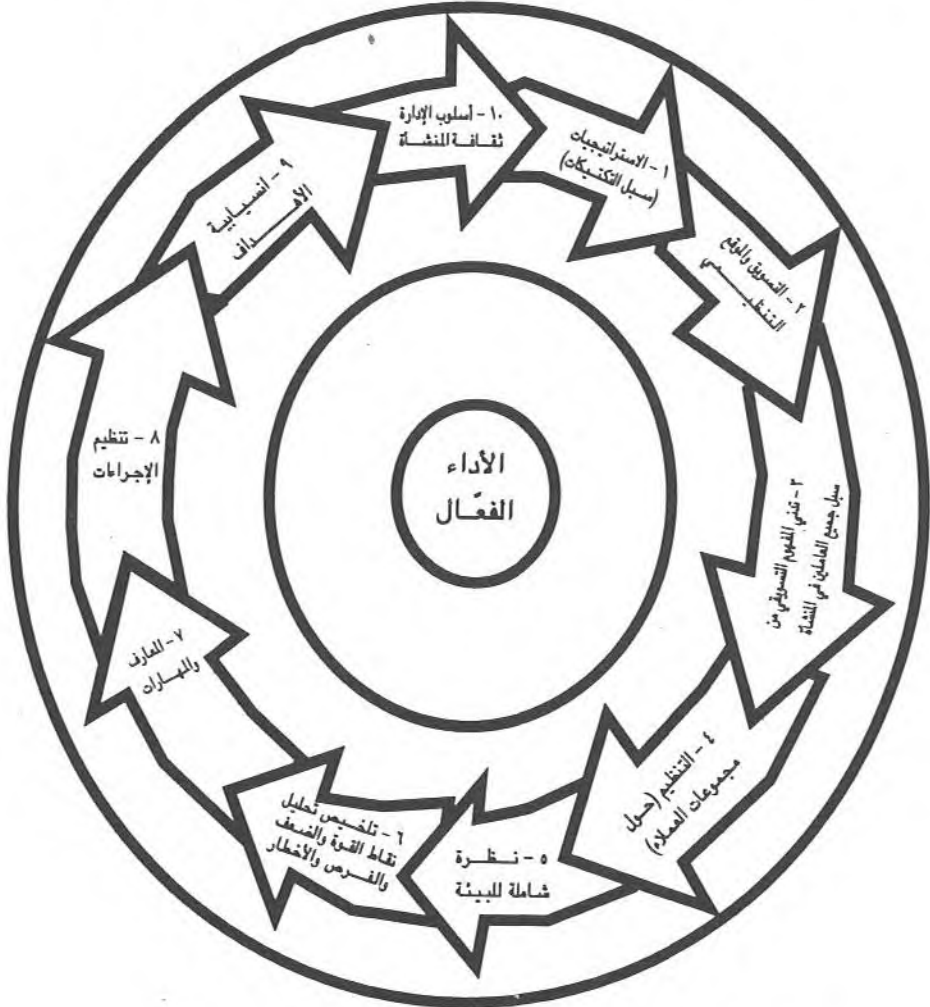 الأداء
الفعّال
١ - الاستراتيجيات
(سبل التكتيكات)
٢ - التسويق والموقع
التنظيمي
٣ - تبني المفهوم التسويقي من
سبل جميع العاملين في المنشأة
٤ - التنظيم (حول
مجموعات العملاء)
٥ - نظرة
شاملة للبيئة
٦ - تلخيص تحليل
نقاط القوة والضعف
والفرص والأخطار
٧ - المعارف
والمهارات
٨ - تنظيم
الإجراءات
٩ - انسيابية
الأهداف
١٠ - أسلوب الإدارة
ثقافة المنشأة